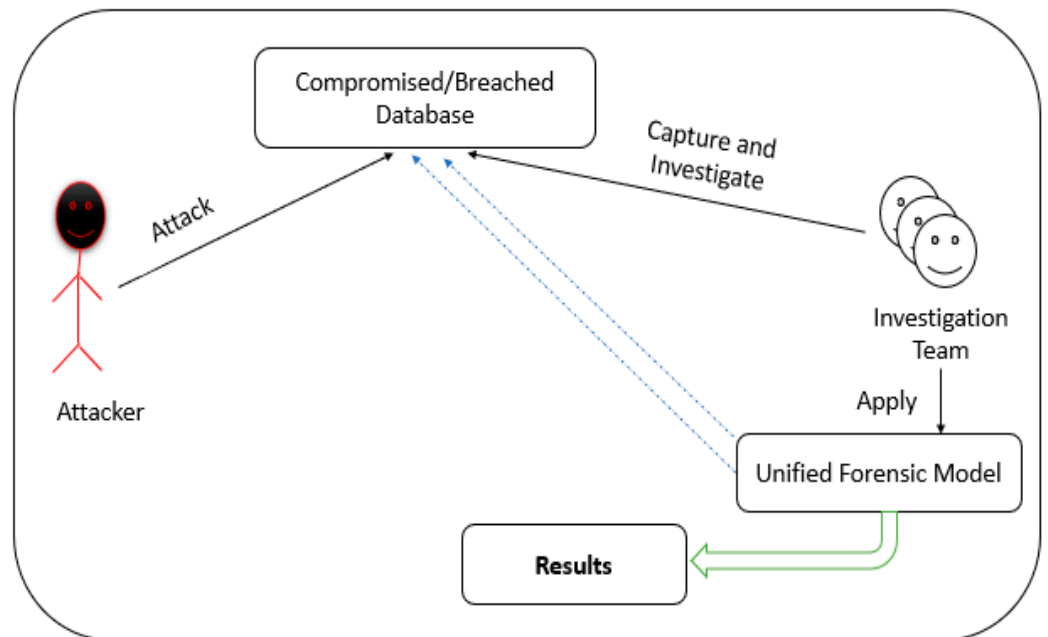 Compromised/Breached
Database
Capture and
Investigate
Attack
Attacker
Investigation
Team
Apply
Unified Forensic Model
Results